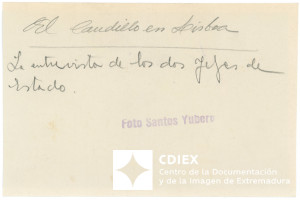 El Caudillo en Lisboa
La entrevista de los dos Jefes de
Estado.
Foto Santos Yubero
CDIEX
Centro de la Documentación
y de la Imagen de Extremadura